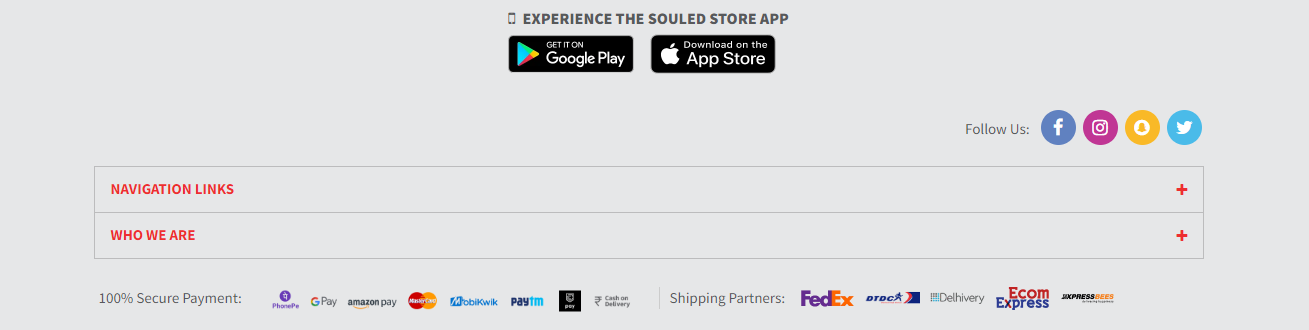 EXPERIENCE THE SOULED STORE APP
GET IT ON
Google Play
Download on the
App Store
Follow Us:
NAVIGATION LINKS +
WHO WE ARE +
100% Secure Payment: PhonePe G Pay amazon pay MasterCard MobiKwik Paytm pay Cash on Delivery Shipping Partners: FedEx DTDC Delhivery Ecom Express XPRESSBEES